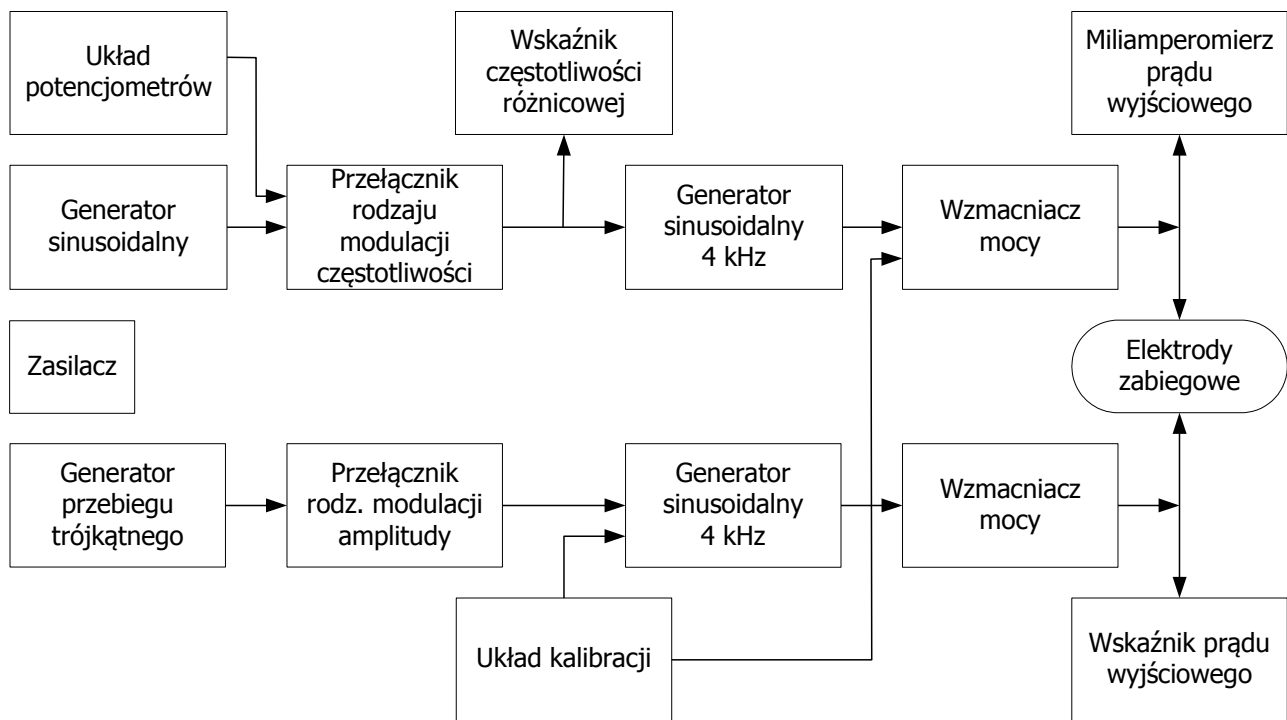 Układ
potencjometrów
Wskaźnik
częstotliwości
różnicowej
Miliamperomierz
prądu
wyjściowego
Generator
sinusoidalny
Przełącznik
rodzaju
modulacji
częstotliwości
Generator
sinusoidalny
4 kHz
Wzmacniacz
mocy
Zasilacz
Elektrody
zabiegowe
Generator
przebiegu
trójkątnego
Przełącznik
rodz. modulacji
amplitudy
Generator
sinusoidalny
4 kHz
Wzmacniacz
mocy
Układ kalibracji
Wskaźnik prądu
wyjściowego